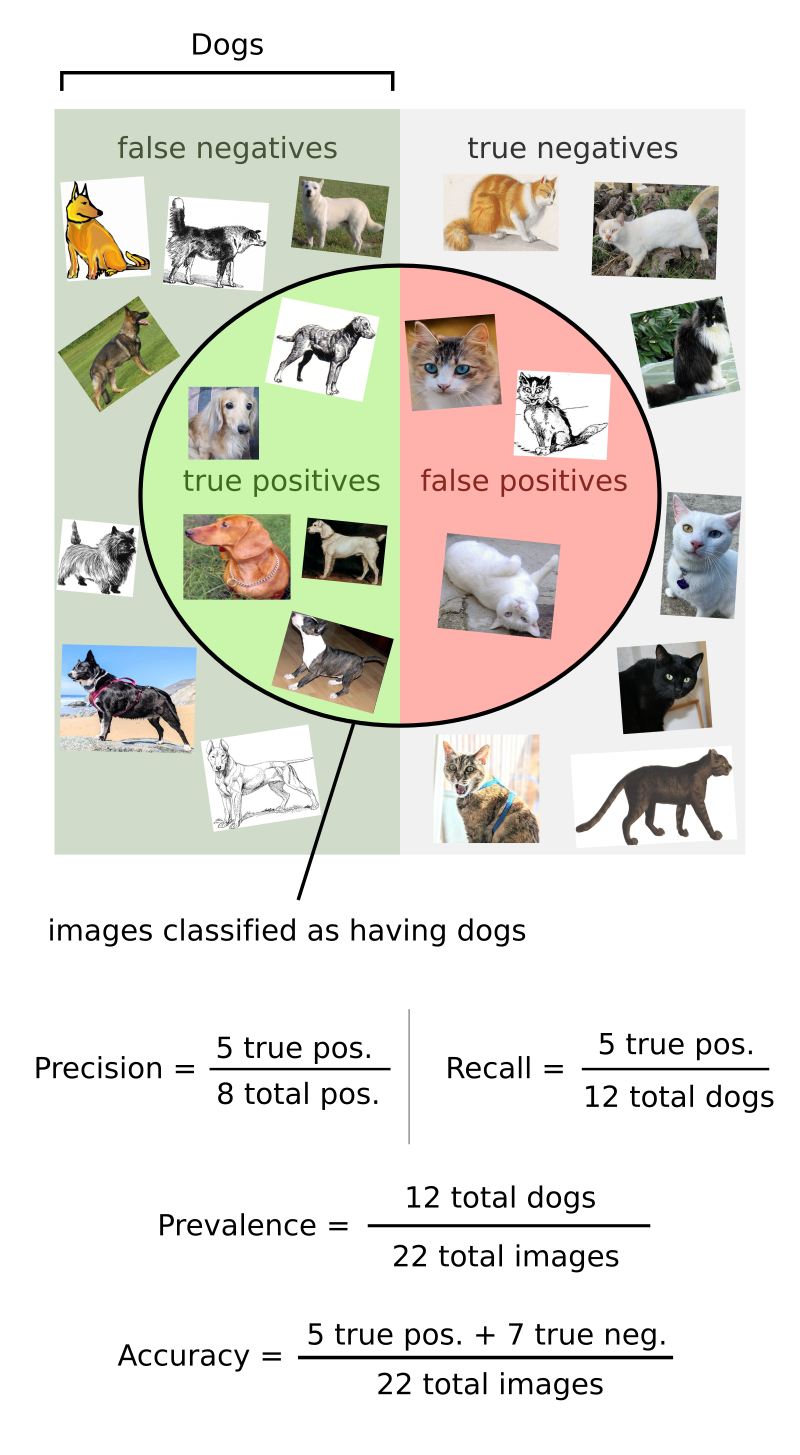 Dogs
false negatives
true negatives
true positives
false positives
images classified as having dogs
Precision = 5 true pos.
8 total pos.
Recall = 5 true pos.
12 total dogs
Prevalence = 12 total dogs
22 total images
Accuracy = 5 true pos. + 7 true neg.
22 total images